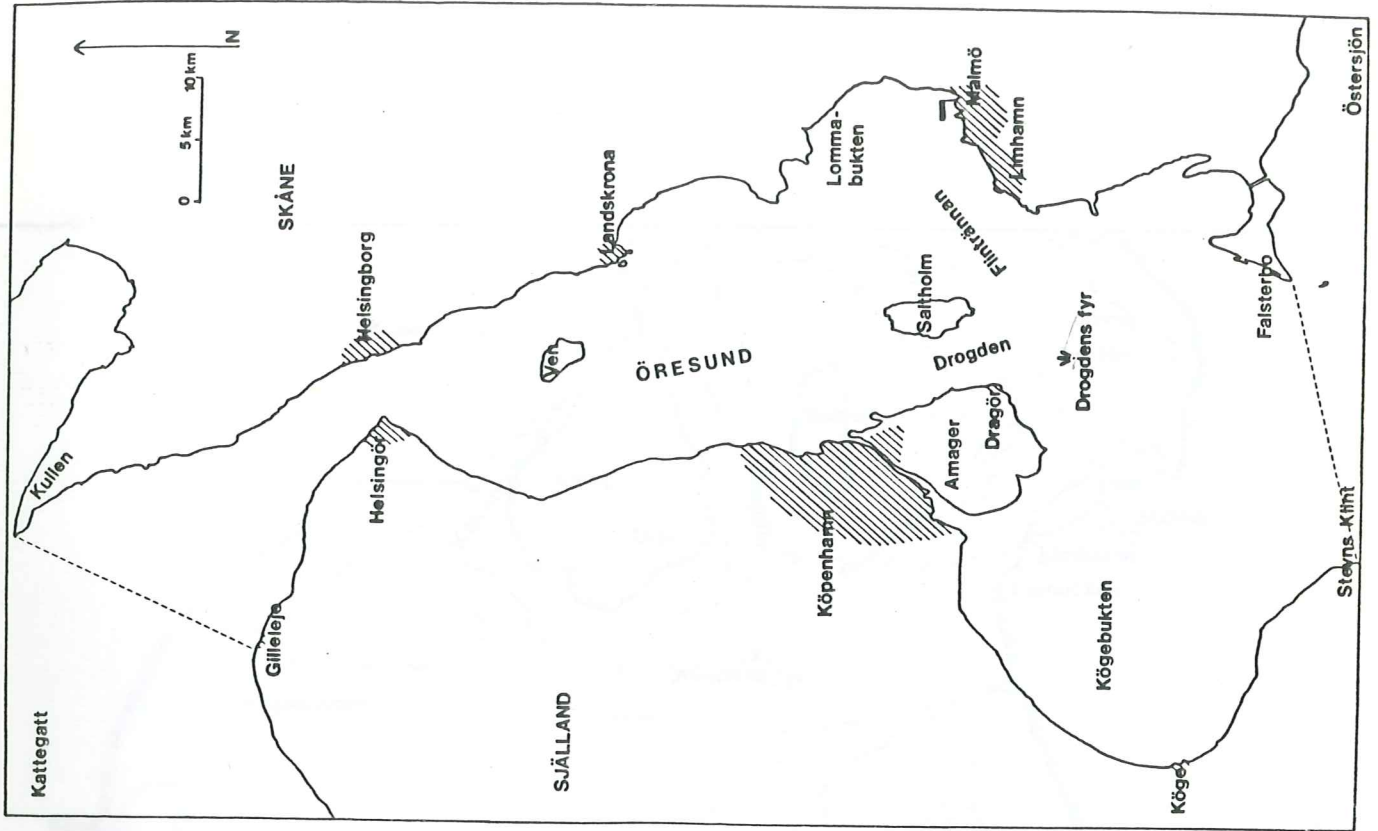 Kattegatt
N
0 5 km 10 km
SKÅNE
Kullen
Helsingborg
Helsingör
Gilleleje
Landskrona
Ven
ÖRESUND
SJÄLLAND
Lomma-
bukten
Malmö
Limhamn
Flintrännan
Saltholm
Drogden
Köpenhamn
Amager
Dragör
Drogdens fyr
Kögebukten
Köge
Falsterbo
Stevns-Klint
Östersjön